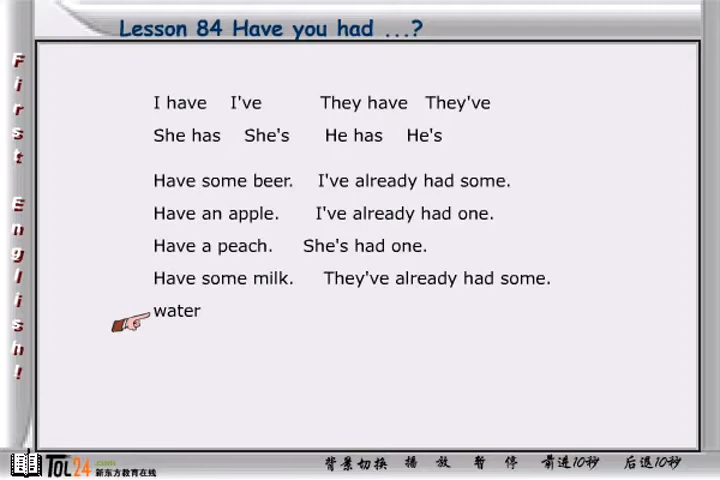 Lesson 84 Have you had ...?
First English!
I have I've They have They've
She has She's He has He's
Have some beer. I've already had some.
Have an apple. I've already had one.
Have a peach. She's had one.
Have some milk. They've already had some.
water
TOL24.com 新东方教育在线
背景切换 播放 暂停 前进10秒 后退10秒